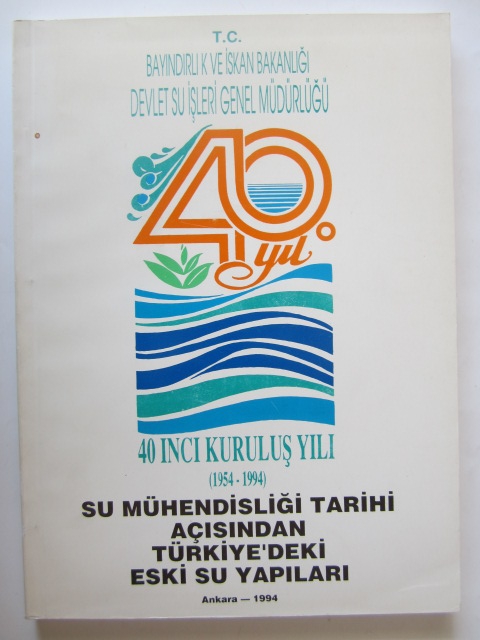 T.C.
BAYINDIRLIK VE İSKAN BAKANLIĞI
DEVLET SU İŞLERİ GENEL MÜDÜRLÜĞÜ
40.
yıl
40 INCI KURULUŞ YILI
(1954 - 1994)
SU MÜHENDİSLİĞİ TARİHİ
AÇISINDAN
TÜRKİYE'DEKİ
ESKİ SU YAPILARI
Ankara — 1994